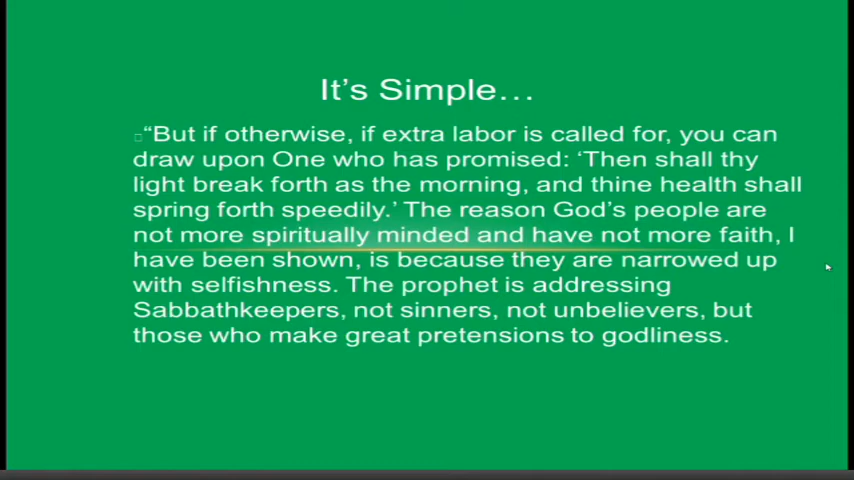 It’s Simple…
“But if otherwise, if extra labor is called for, you can
draw upon One who has promised: ‘Then shall thy
light break forth as the morning, and thine health shall
spring forth speedily.’ The reason God’s people are
not more spiritually minded and have not more faith, I
have been shown, is because they are narrowed up
with selfishness. The prophet is addressing
Sabbathkeepers, not sinners, not unbelievers, but
those who make great pretensions to godliness.